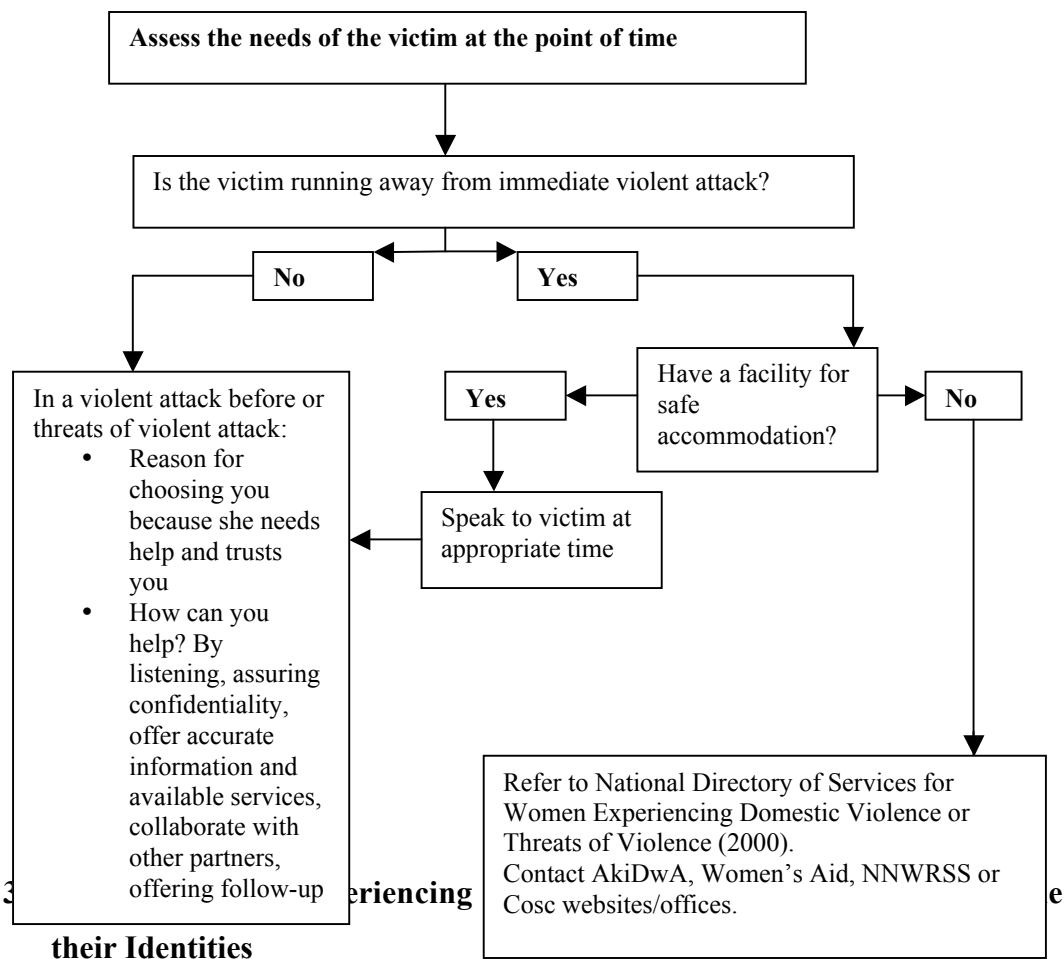 Assess the needs of the victim at the point of time
Is the victim running away from immediate violent attack?
No
Yes
Have a facility for
safe
accommodation?
Yes
No
Speak to victim at
appropriate time
In a violent attack before or
threats of violent attack:
• Reason for
choosing you
because she needs
help and trusts
you
• How can you
help? By
listening, assuring
confidentiality,
offer accurate
information and
available services,
collaborate with
other partners,
offering follow-up
Refer to National Directory of Services for
Women Experiencing Domestic Violence or
Threats of Violence (2000).
Contact AkiDwA, Women's Aid, NNWRSS or
Cosc websites/offices.
their Identities